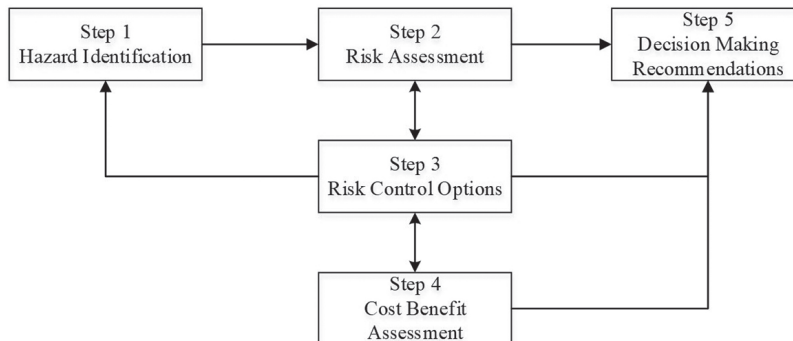 Step 1
Hazard Identification
Step 2
Risk Assessment
Step 5
Decision Making
Recommendations
Step 3
Risk Control Options
Step 4
Cost Benefit
Assessment